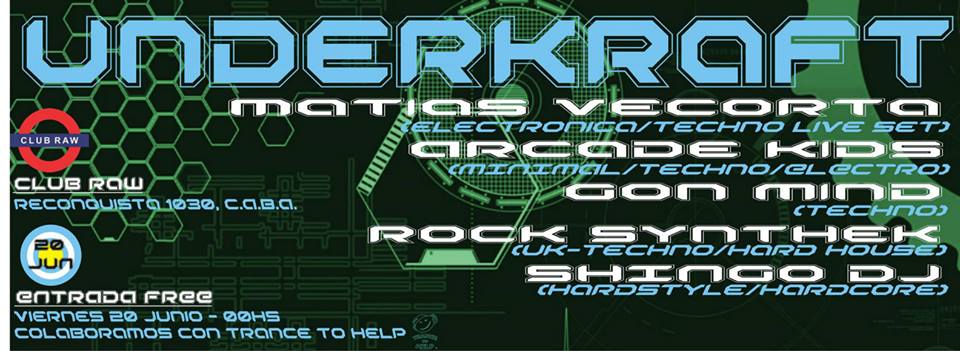 UNDERKRAFT
MATIAS VECORTA
(ELECTRONICA/TECHNO LIVE SET)
ARCADE KIDS
(MINIMAL/TECHNO/ELECTRO)
GON MIND
(TECHNO)
ROCK SYNTHEK
(UK-TECHNO/HARD HOUSE)
SHINGO DJ
(HARDSTYLE/HARDCORE)
CLUB RAW
CLUB RAW
RECONQUISTA 1030, C.A.B.A.
20
JUN
ENTRADA FREE
VIERNES 20 JUNIO - 00HS
COLABORAMOS CON TRANCE TO HELP